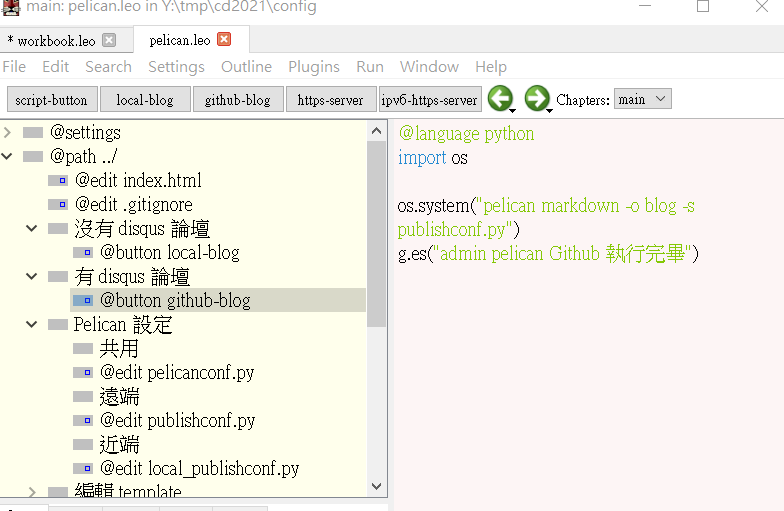 main: pelican.leo in Y:\tmp\cd2021\config
* workbook.leo
pelican.leo
File Edit Search Settings Outline Plugins Run Window Help
script-button local-blog github-blog https-server ipv6-https-server Chapters: main
@settings
@path ../
@edit index.html
@edit .gitignore
沒有 disqus 論壇
@button local-blog
有 disqus 論壇
@button github-blog
Pelican 設定
共用
@edit pelicanconf.py
遠端
@edit publishconf.py
近端
@edit local_publishconf.py
編輯 template
@language python
import os
os.system("pelican markdown -o blog -s
publishconf.py")
g.es("admin pelican Github 執行完畢")